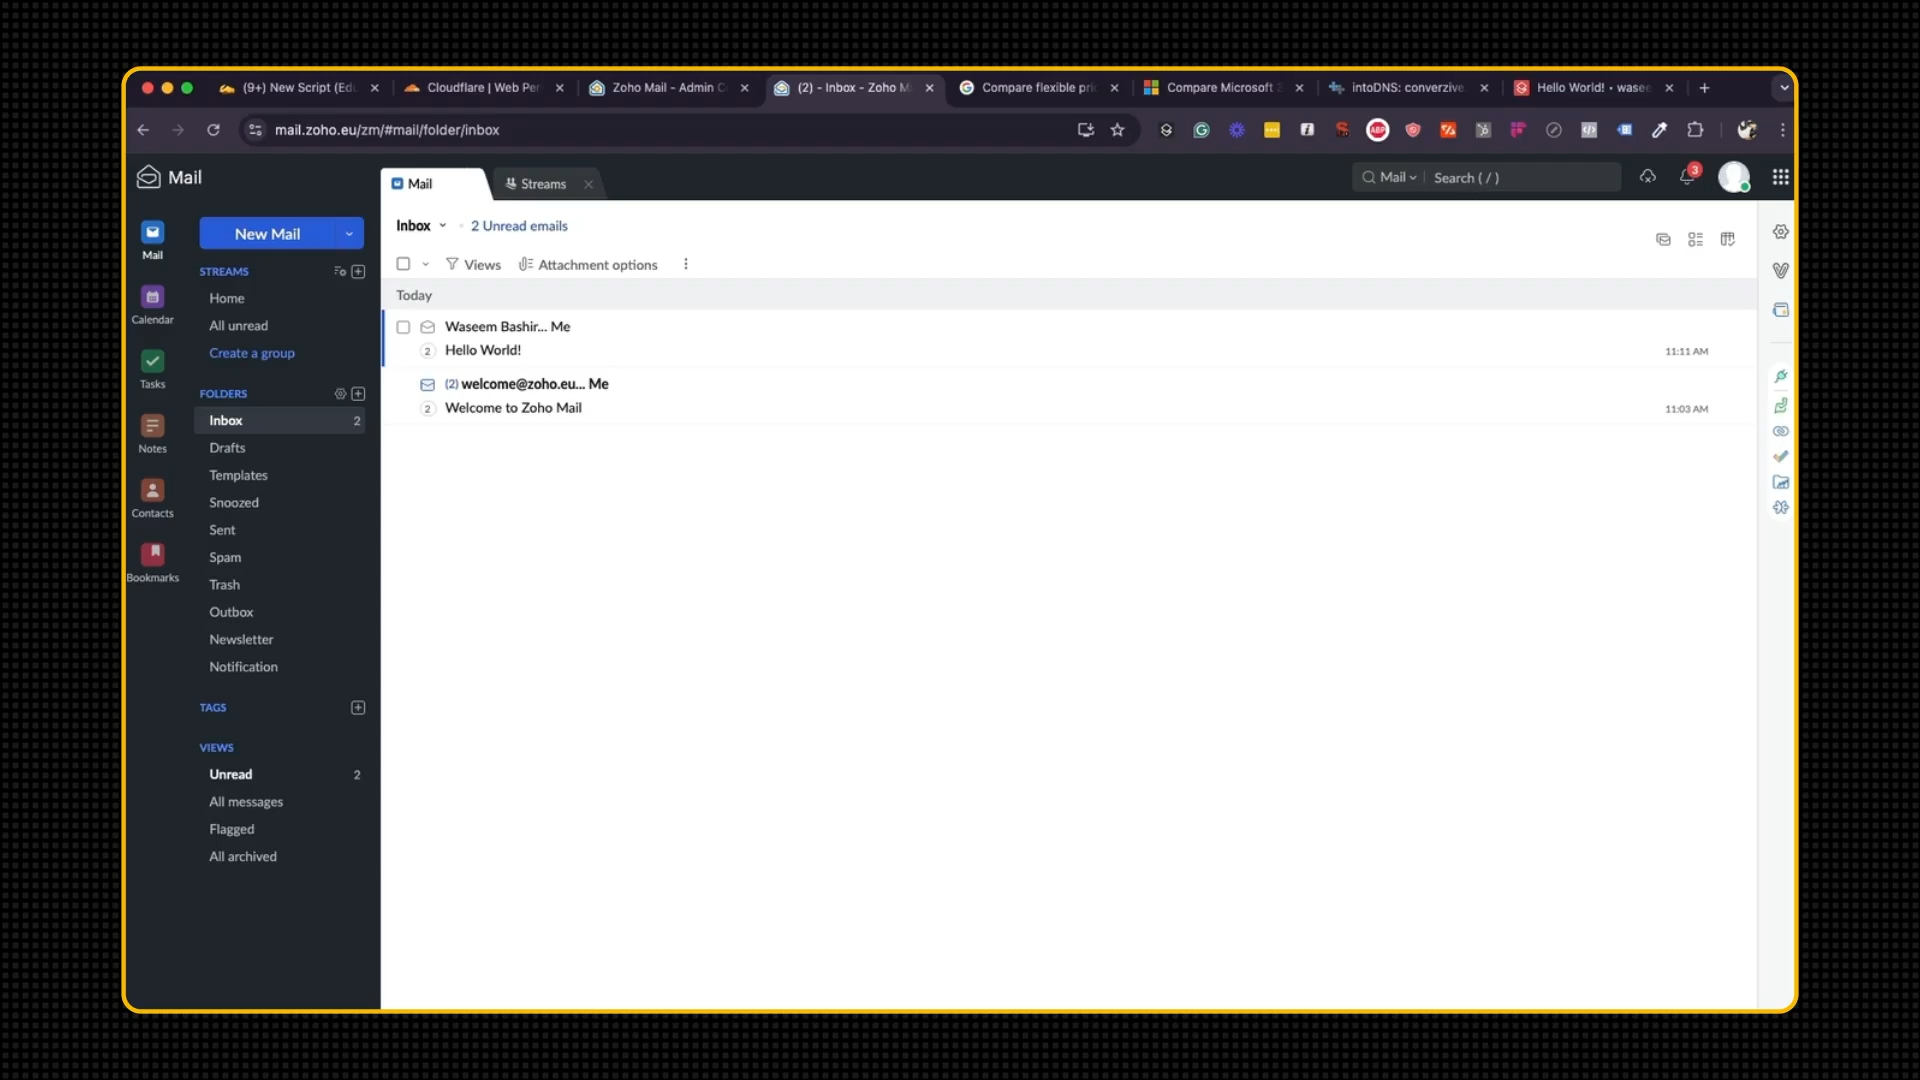 (9+) New Script (Edi
Cloudflare | Web Per
Zoho Mail - Admin C
(2) - Inbox - Zoho M
Compare flexible pric
Compare Microsoft 3
intoDNS: converzive.
Hello World! • wasee
mail.zoho.eu/zm/#mail/folder/inbox
ABP
Mail
Mail
Streams
Mail
Search ( / )
3
Mail
Calendar
Tasks
Notes
Contacts
Bookmarks
New Mail
STREAMS
Home
All unread
Create a group
FOLDERS
Inbox 2
Drafts
Templates
Snoozed
Sent
Spam
Trash
Outbox
Newsletter
Notification
TAGS
VIEWS
Unread 2
All messages
Flagged
All archived
Inbox
2 Unread emails
Views
Attachment options
Today
Waseem Bashir... Me
2 Hello World! 11:11 AM
(2) welcome@zoho.eu... Me
2 Welcome to Zoho Mail 11:03 AM